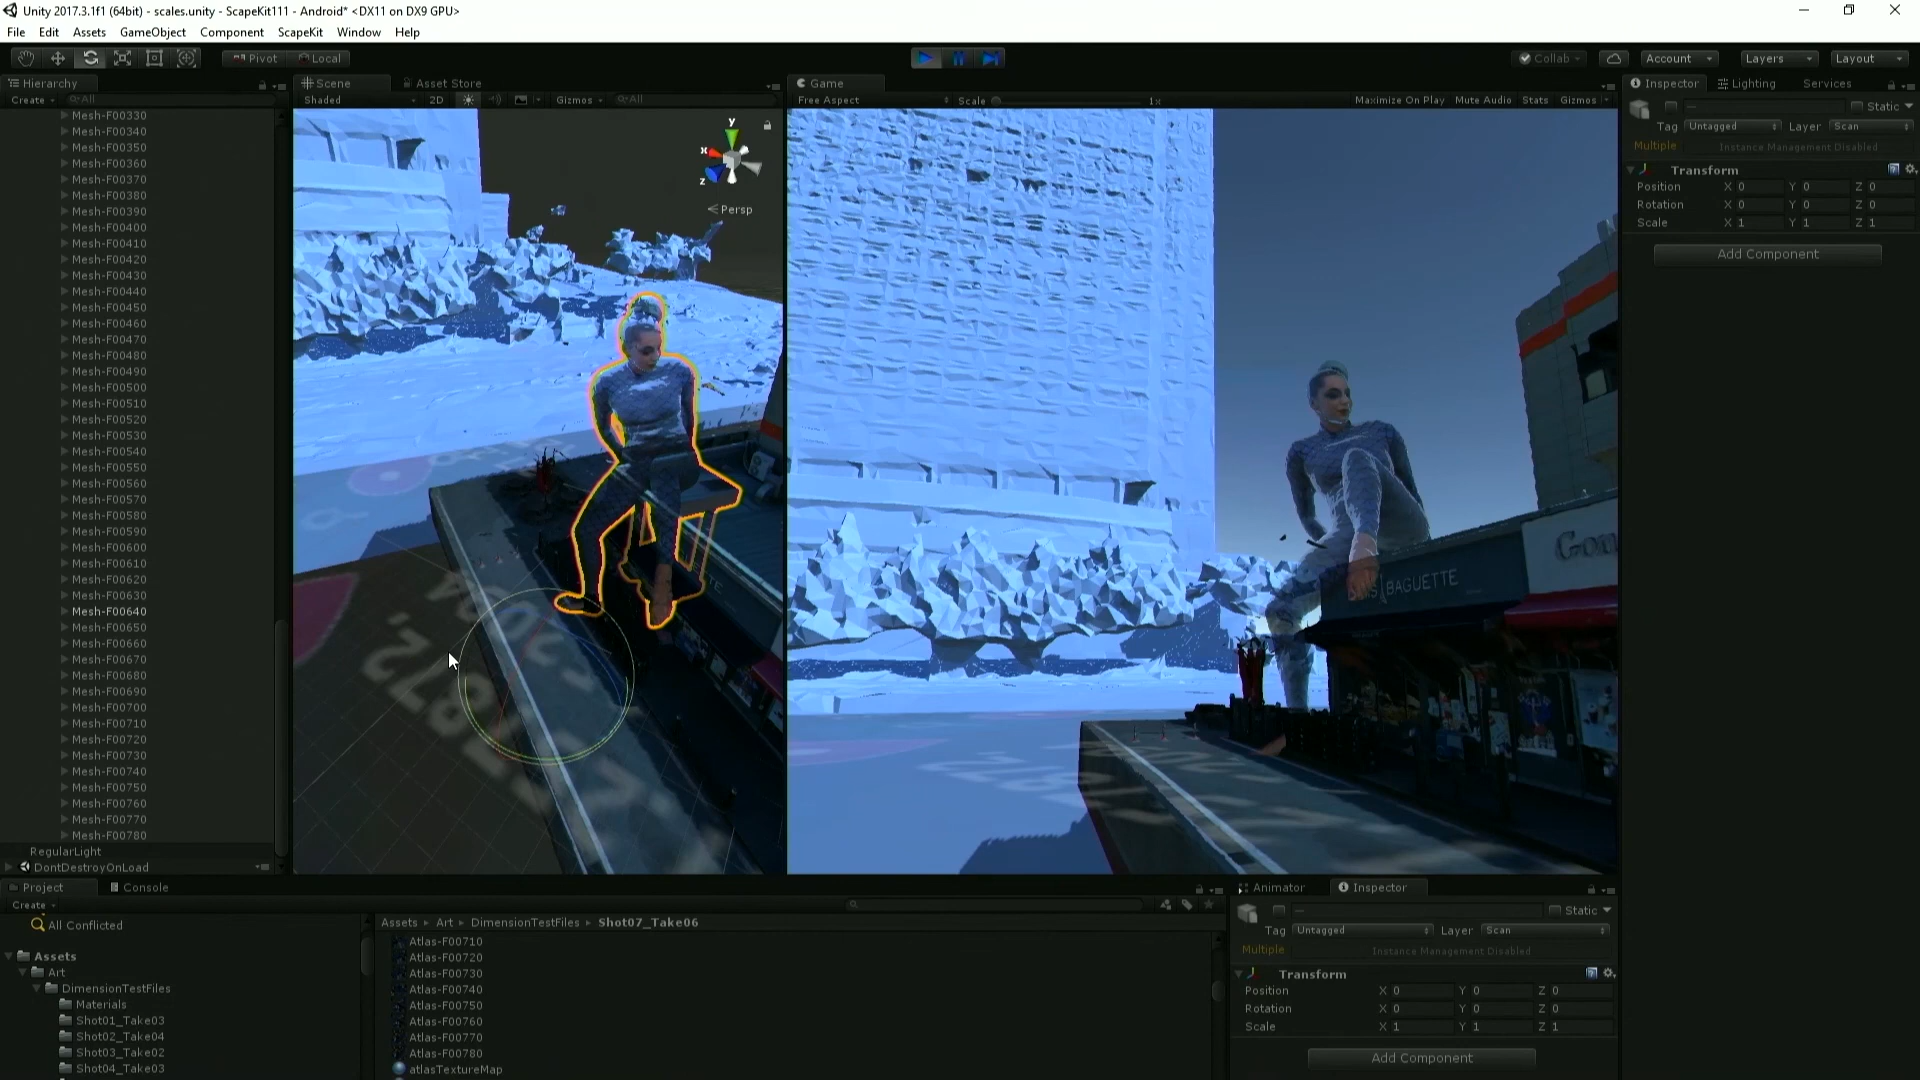 Unity 2017.3.1f1 (64bit) - scales.unity - ScapeKit111 - Android* <DX11 on DX9 GPU>
File Edit Assets GameObject Component ScapeKit Window Help
Pivot Local Collab Account Layers Layout
Hierarchy
Create All
Mesh-F00330
Mesh-F00340
Mesh-F00350
Mesh-F00360
Mesh-F00370
Mesh-F00380
Mesh-F00390
Mesh-F00400
Mesh-F00410
Mesh-F00420
Mesh-F00430
Mesh-F00440
Mesh-F00450
Mesh-F00460
Mesh-F00470
Mesh-F00480
Mesh-F00490
Mesh-F00500
Mesh-F00510
Mesh-F00520
Mesh-F00530
Mesh-F00540
Mesh-F00550
Mesh-F00560
Mesh-F00570
Mesh-F00580
Mesh-F00590
Mesh-F00600
Mesh-F00610
Mesh-F00620
Mesh-F00630
Mesh-F00640
Mesh-F00650
Mesh-F00660
Mesh-F00670
Mesh-F00680
Mesh-F00690
Mesh-F00700
Mesh-F00710
Mesh-F00720
Mesh-F00730
Mesh-F00740
Mesh-F00750
Mesh-F00760
Mesh-F00770
Mesh-F00780
RegularLight
DontDestroyOnLoad
Scene Asset Store
Shaded 2D Gizmos All
y
x
z
Persp
Game
Free Aspect Scale 1x Maximize On Play Mute Audio Stats Gizmos
BAGUETTE
Inspector Lighting Services
— Static
Tag Untagged Layer Scan
Multiple Instance Management Disabled
Transform
Position X 0 Y 0 Z 0
Rotation X 0 Y 0 Z 0
Scale X 1 Y 1 Z 1
Add Component
Project Console
Create
All Conflicted
Assets
Art
DimensionTestFiles
Materials
Shot01_Take03
Shot02_Take04
Shot03_Take02
Shot04_Take03
Assets Art DimensionTestFiles Shot07_Take06
Atlas-F00710
Atlas-F00720
Atlas-F00730
Atlas-F00740
Atlas-F00750
Atlas-F00760
Atlas-F00770
Atlas-F00780
atlasTextureMap
Animator Inspector
— Static
Tag Untagged Layer Scan
Multiple Instance Management Disabled
Transform
Position X 0 Y 0 Z 0
Rotation X 0 Y 0 Z 0
Scale X 1 Y 1 Z 1
Add Component